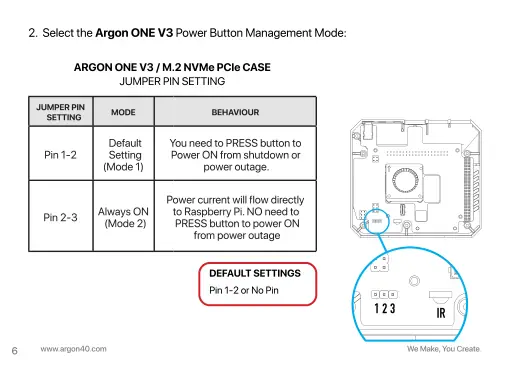 2. Select the Argon ONE V3 Power Button Management Mode:
ARGON ONE V3 / M.2 NVMe PCIe CASE
JUMPER PIN SETTING
JUMPER PIN
SETTING
MODE
BEHAVIOUR
Pin 1-2
Default
Setting
(Mode 1)
You need to PRESS button to
Power ON from shutdown or
power outage.
Pin 2-3
Always ON
(Mode 2)
Power current will flow directly
to Raspberry Pi. NO need to
PRESS button to power ON
from power outage
DEFAULT SETTINGS
Pin 1-2 or No Pin
1 2 3
IR
6
www.argon40.com
We Make, You Create.